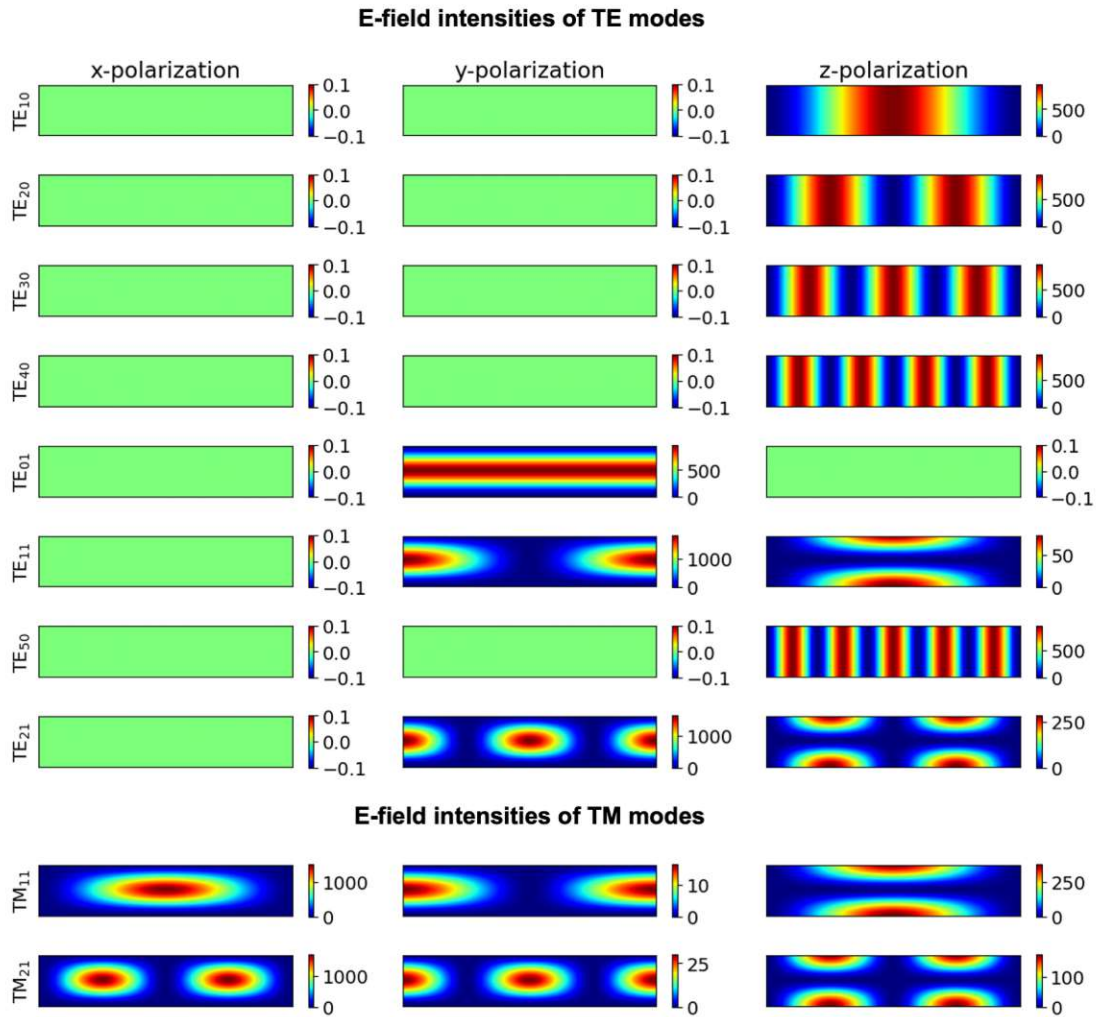 E-field intensities of TE modes
x-polarization y-polarization z-polarization
TE₁₀ 0.1 0.0 −0.1 0.1 0.0 −0.1 500 0
TE₂₀ 0.1 0.0 −0.1 0.1 0.0 −0.1 500 0
TE₃₀ 0.1 0.0 −0.1 0.1 0.0 −0.1 500 0
TE₄₀ 0.1 0.0 −0.1 0.1 0.0 −0.1 500 0
TE₀₁ 0.1 0.0 −0.1 500 0 0.1 0.0 −0.1
TE₁₁ 0.1 0.0 −0.1 1000 0 50 0
TE₅₀ 0.1 0.0 −0.1 0.1 0.0 −0.1 500 0
TE₂₁ 0.1 0.0 −0.1 1000 0 250 0
E-field intensities of TM modes
TM₁₁ 1000 0 10 0 250 0
TM₂₁ 1000 0 25 0 100 0